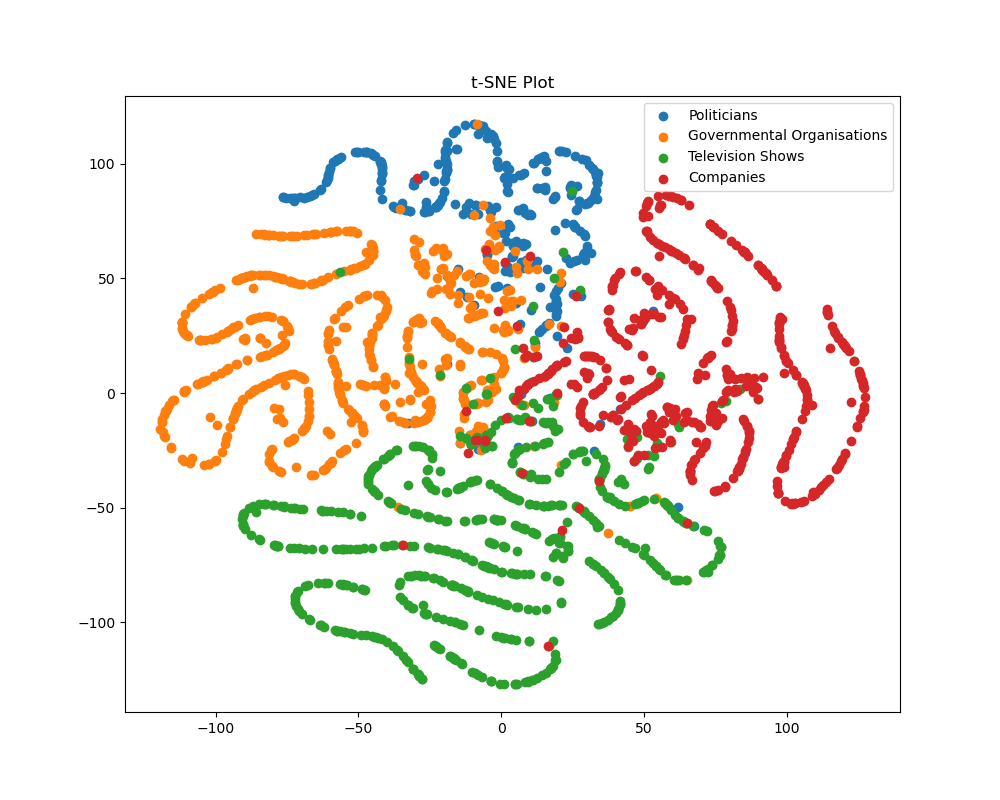 t-SNE Plot
Politicians
Governmental Organisations
Television Shows
Companies
100
50
0
−50
−100
−100 −50 0 50 100